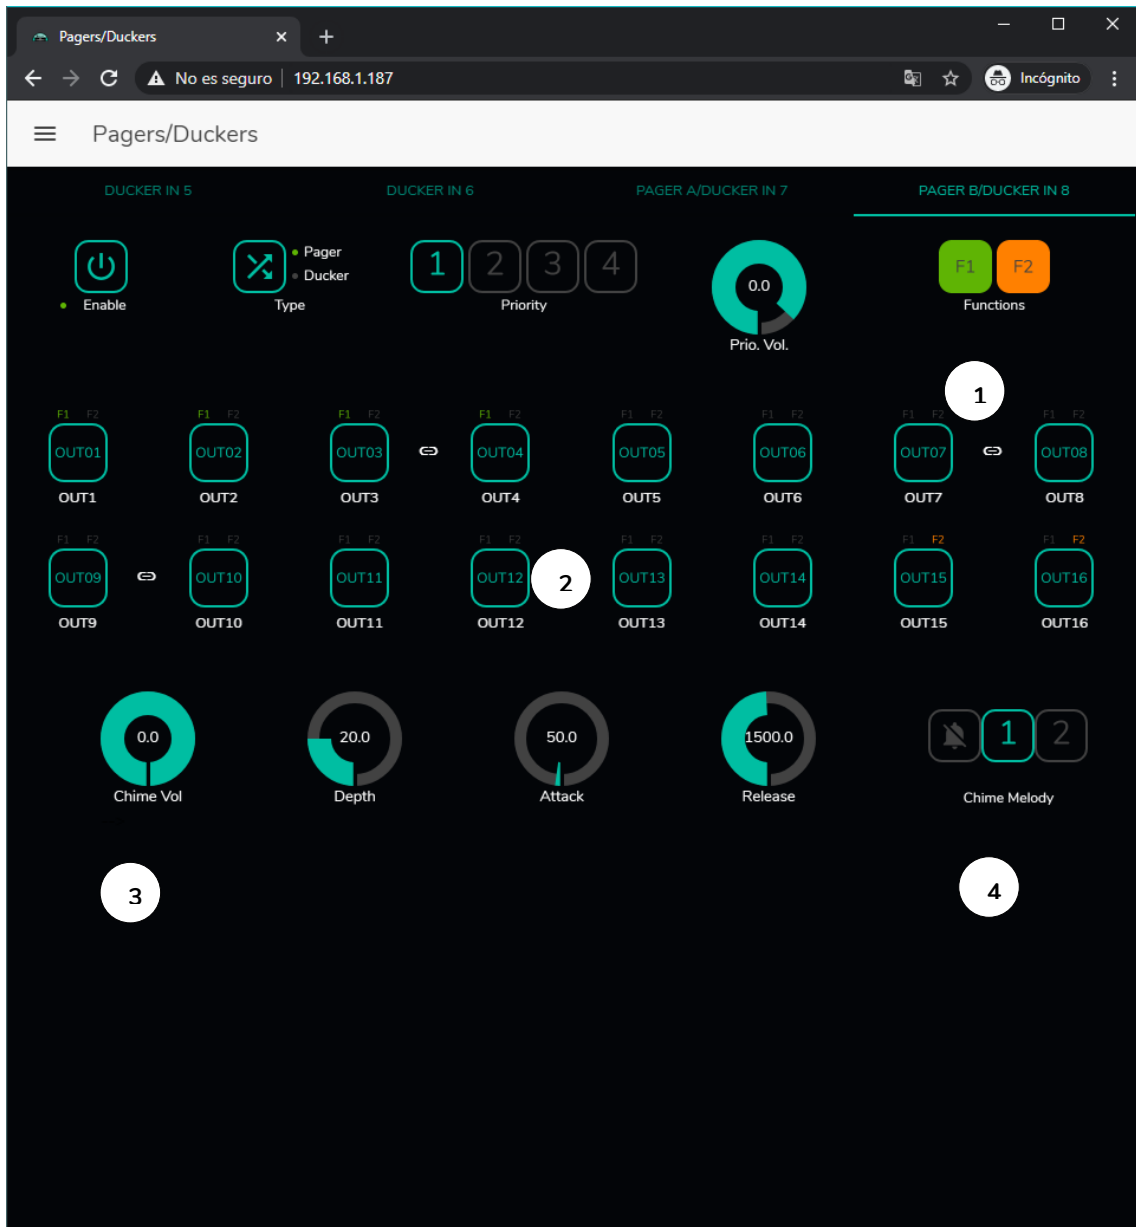 Pagers/Duckers
No es seguro 192.168.1.187 Incógnito
Pagers/Duckers
DUCKER IN 5 DUCKER IN 6 PAGER A/DUCKER IN 7 PAGER B/DUCKER IN 8
Pager
Ducker
1 2 3 4
0.0
F1 F2
Enable Type Priority Functions
Prio. Vol.
1
F1 F2 F1 F2 F1 F2 F1 F2 F1 F2 F1 F2 F1 F2 F1 F2
OUT01 OUT02 OUT03 OUT04 OUT05 OUT06 OUT07 OUT08
OUT1 OUT2 OUT3 OUT4 OUT5 OUT6 OUT7 OUT8
F1 F2 F1 F2 F1 F2 F1 F2 F1 F2 F1 F2 F1 F2 F1 F2
OUT09 OUT10 OUT11 OUT12 2 OUT13 OUT14 OUT15 OUT16
OUT9 OUT10 OUT11 OUT12 OUT13 OUT14 OUT15 OUT16
0.0 20.0 50.0 1500.0 1 2
Chime Vol Depth Attack Release Chime Melody
3 4